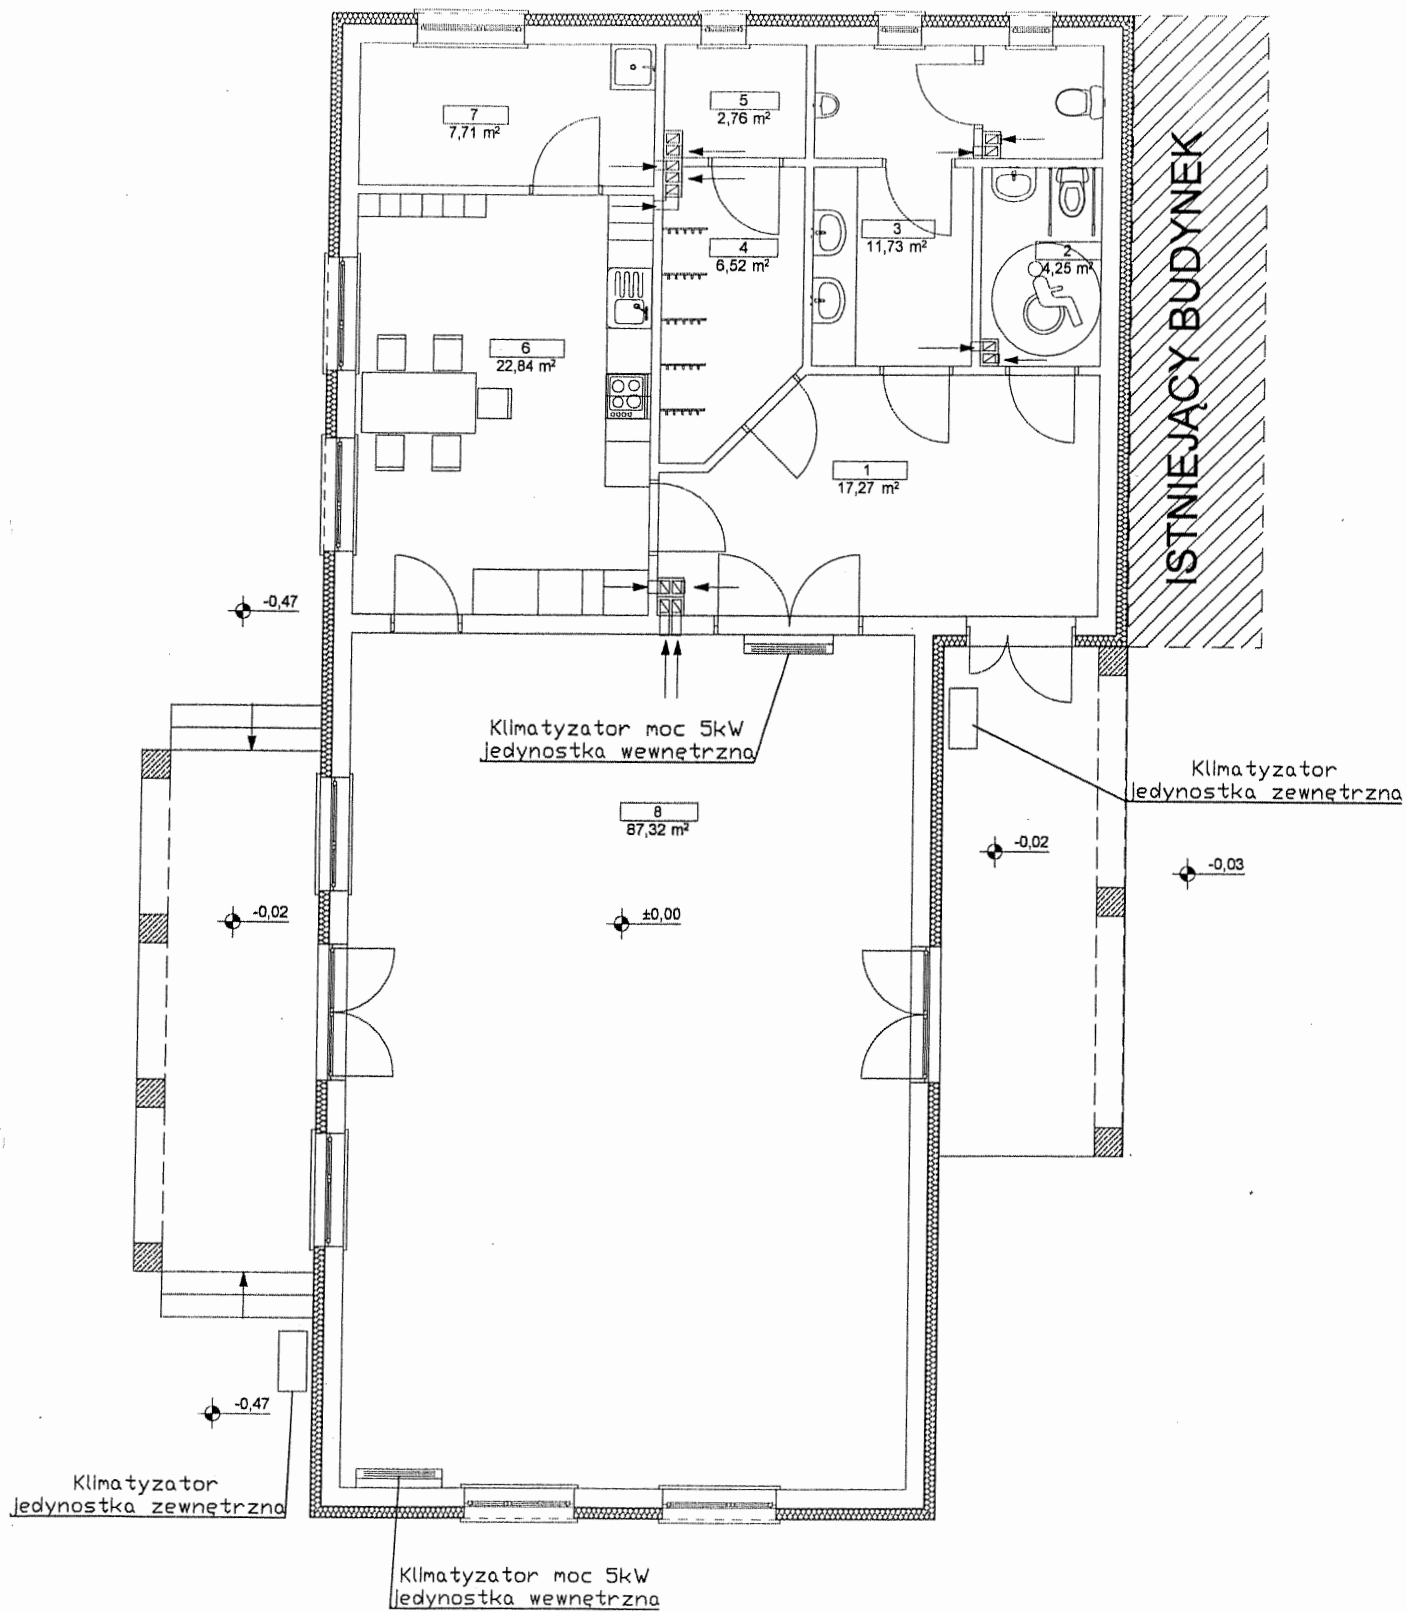 7
7,71 m²
5
2,76 m²
4
6,52 m²
3
11,73 m²
2
4,25 m²
ISTNIEJĄCY BUDYNEK
6
22,84 m²
1
17,27 m²
-0,47
Klimatyzator moc 5kW
jedynostka wewnętrzna
Klimatyzator
jedynostka zewnętrzna
8
87,32 m²
-0,02
-0,03
-0,02
±0,00
-0,47
Klimatyzator
jedynostka zewnętrzna
Klimatyzator moc 5kW
jedynostka wewnętrzna